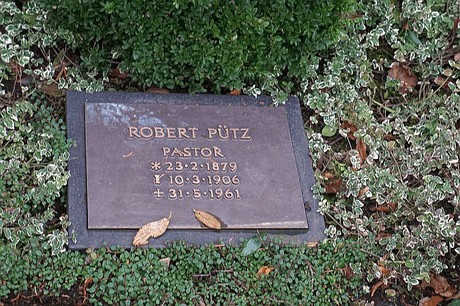 ROBERT PÜTZ
PASTOR
* 23·2·1879
10·3·1906
+ 31·5·1961